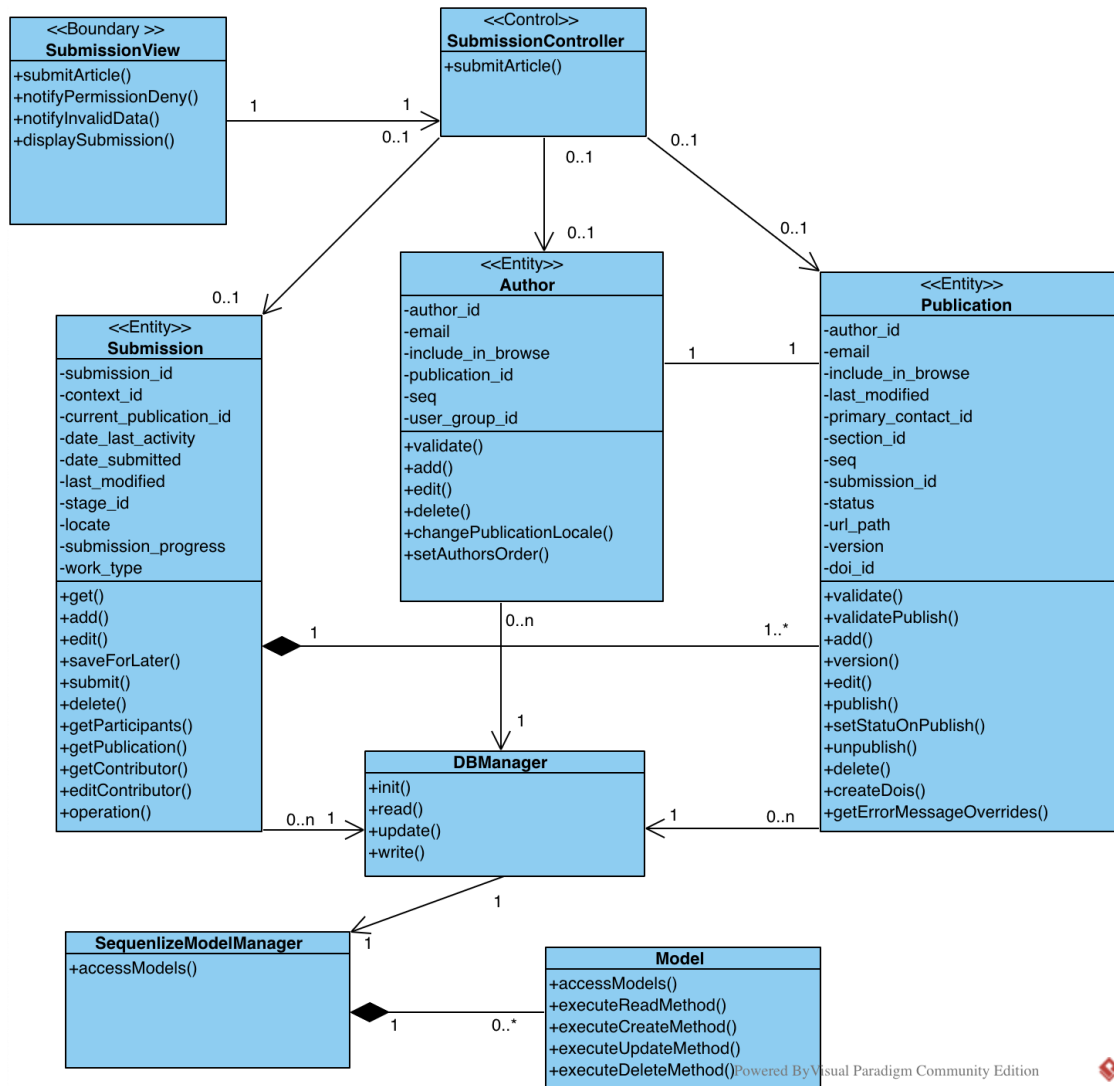 <<Boundary >>
SubmissionView
+submitArticle()
+notifyPermissionDeny()
+notifyInvalidData()
+displaySubmission()
<<Control>>
SubmissionController
+submitArticle()
1
1
0..1
0..1
0..1
0..1
0..1
0..1
<<Entity>>
Submission
-submission_id
-context_id
-current_publication_id
-date_last_activity
-date_submitted
-last_modified
-stage_id
-locate
-submission_progress
-work_type
+get()
+add()
+edit()
+saveForLater()
+submit()
+delete()
+getParticipants()
+getPublication()
+getContributor()
+editContributor()
+operation()
<<Entity>>
Author
-author_id
-email
-include_in_browse
-publication_id
-seq
-user_group_id
+validate()
+add()
+edit()
+delete()
+changePublicationLocale()
+setAuthorsOrder()
1
1
<<Entity>>
Publication
-author_id
-email
-include_in_browse
-last_modified
-primary_contact_id
-section_id
-seq
-submission_id
-status
-url_path
-version
-doi_id
+validate()
+validatePublish()
+add()
+version()
+edit()
+publish()
+setStatuOnPublish()
+unpublish()
+delete()
+createDois()
+getErrorMessageOverrides()
0..n
1
1..*
1
0..n
1
1
0..n
DBManager
+init()
+read()
+update()
+write()
1
1
SequenlizeModelManager
+accessModels()
1
0..*
Model
+accessModels()
+executeReadMethod()
+executeCreateMethod()
+executeUpdateMethod()
+executeDeleteMethod()
Powered ByVisual Paradigm Community Edition